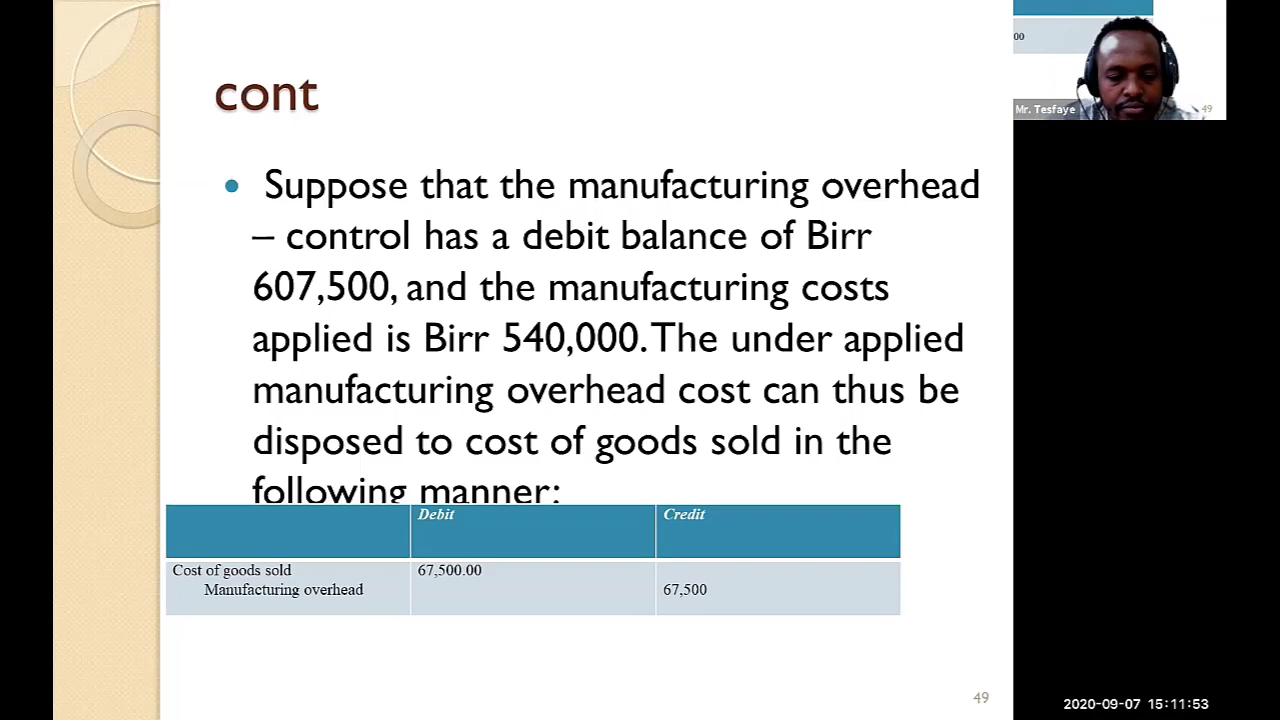 cont
• Suppose that the manufacturing overhead
– control has a debit balance of Birr
607,500, and the manufacturing costs
applied is Birr 540,000. The under applied
manufacturing overhead cost can thus be
disposed to cost of goods sold in the
following manner:
Debit Credit
Cost of goods sold 67,500.00
Manufacturing overhead 67,500
49
00
Mr. Tesfaye
49
2020-09-07 15:11:53